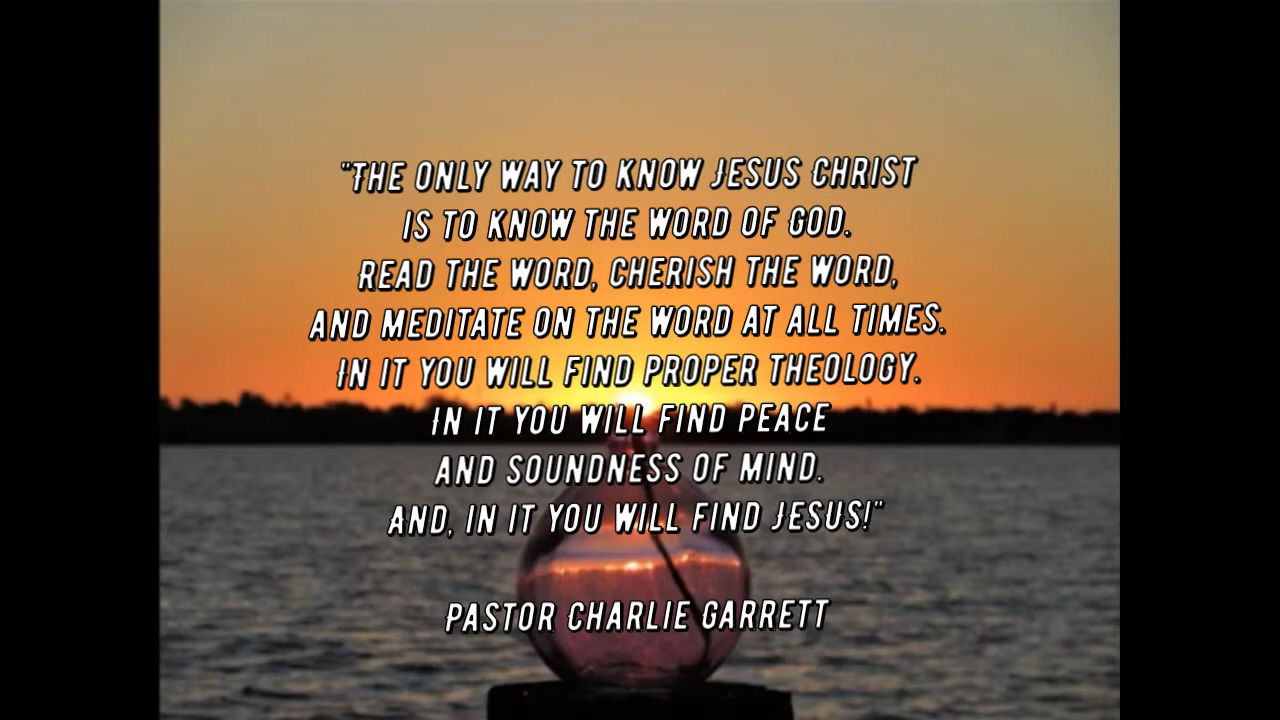 "The only way to know Jesus Christ
is to know the word of God.
Read the word, cherish the word,
and meditate on the word at all times.
In it you will find proper theology.
In it you will find peace
and soundness of mind.
And, in it you will find Jesus!"
Pastor Charlie Garrett